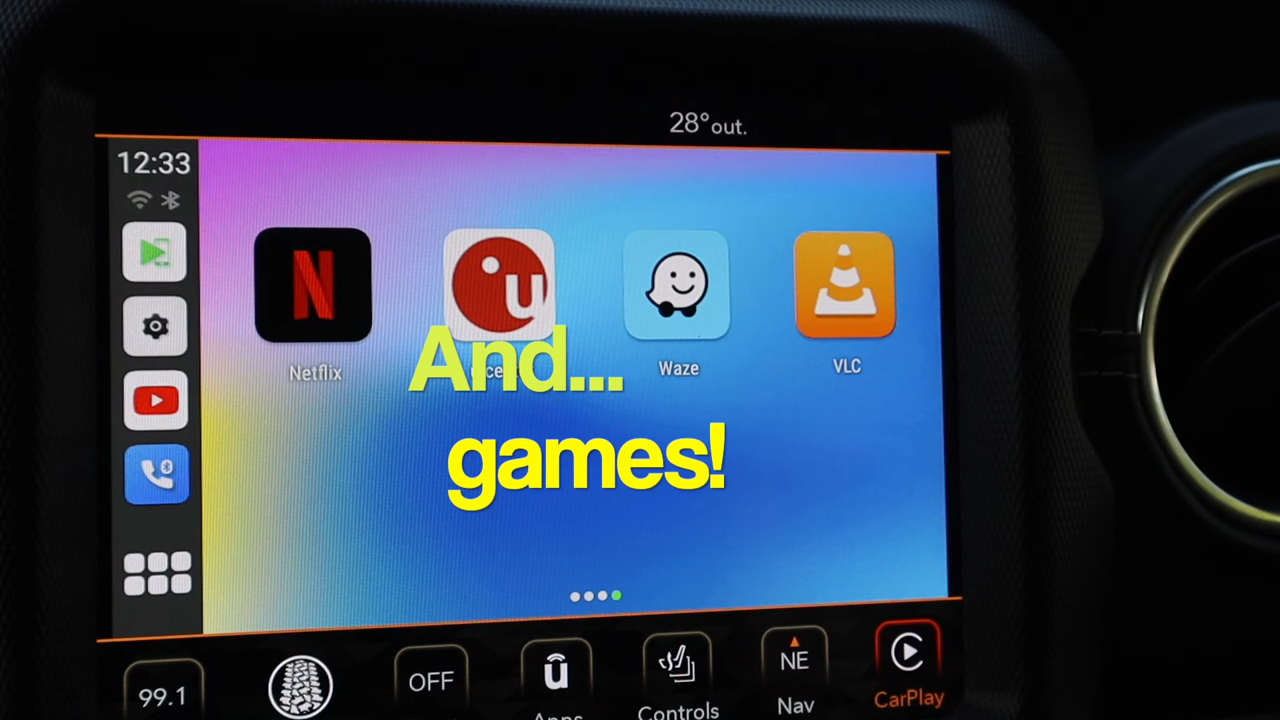 28°out.
12:33
Netflix
Waze
VLC
And...
games!
99.1
OFF
u
Apps
Controls
NE
Nav
CarPlay